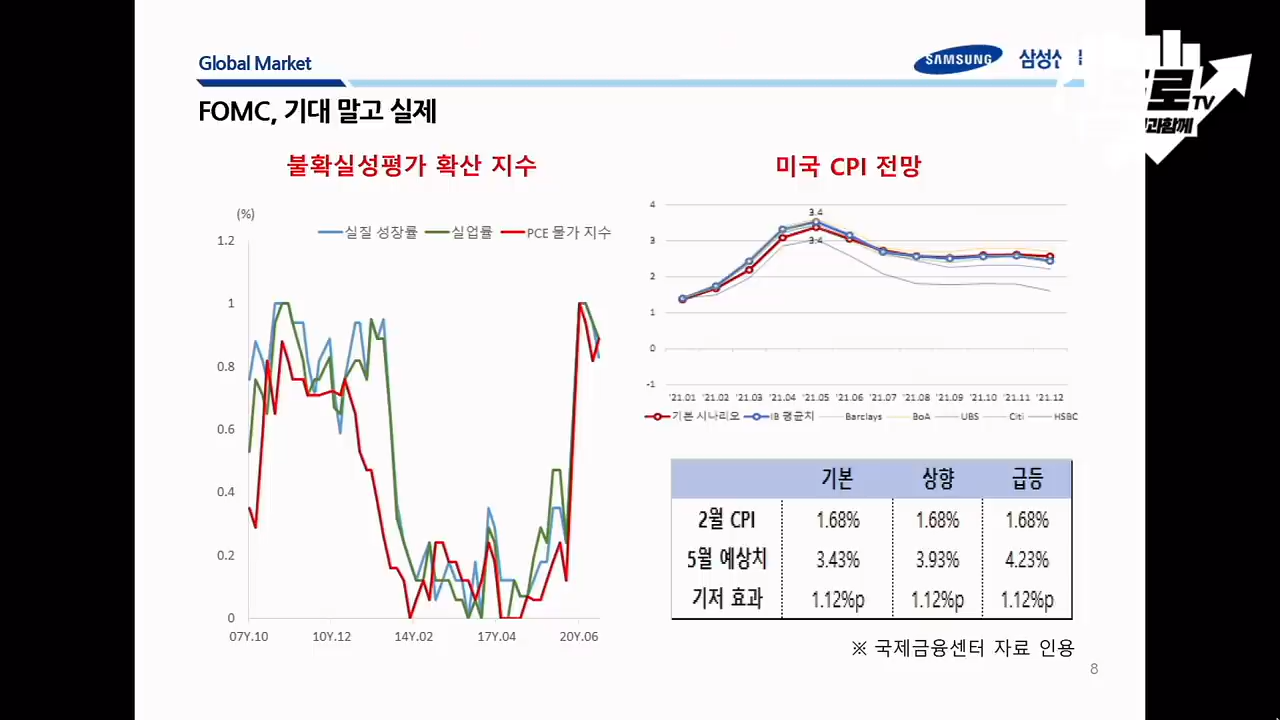 Global Market
SAMSUNG 삼성
로TV
과함께
FOMC, 기대 말고 실제
불확실성평가 확산 지수
(%)
실질 성장률 실업률 PCE 물가 지수
1.2
1
0.8
0.6
0.4
0.2
0
07Y.10 10Y.12 14Y.02 17Y.04 20Y.06
미국 CPI 전망
4
3
2
1
0
-1
3.4
3.4
'21.01 '21.02 '21.03 '21.04 '21.05 '21.06 '21.07 '21.08 '21.09 '21.10 '21.11 '21.12
기본 시나리오 IB 평균치 Barclays BoA UBS Citi HSBC
기본 상향 급등
2월 CPI 1.68% 1.68% 1.68%
5월 예상치 3.43% 3.93% 4.23%
기저 효과 1.12%p 1.12%p 1.12%p
※ 국제금융센터 자료 인용
8